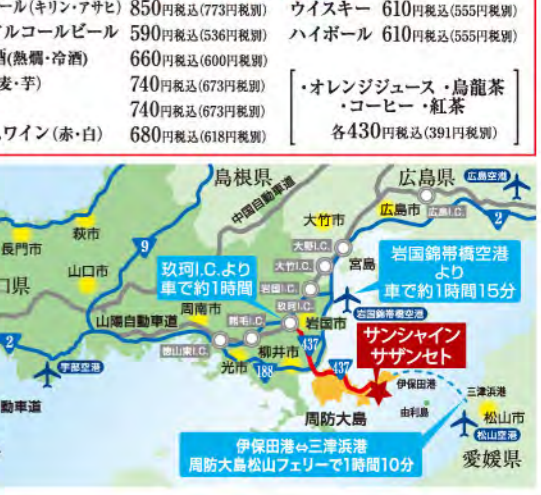 ール(キリン・アサヒ) 850円税込(773円税別)
ルコールビール 590円税込(536円税別)
酒(熱燗・冷酒) 660円税込(600円税別)
麦・芋) 740円税込(673円税別)
740円税込(673円税別)
ワイン(赤・白) 680円税込(618円税別)
ウイスキー 610円税込(555円税別)
ハイボール 610円税込(555円税別)
・オレンジジュース ・烏龍茶
・コーヒー ・紅茶
各430円税込(391円税別)
島根県
広島県
広島空港
中国自動車道
大竹市
広島市
広島I.C.
2
萩市
長門市
9
大野I.C.
宮島
岩国錦帯橋空港
より
車で約1時間15分
山口市
口県
玖珂I.C.より
車で約1時間
大竹I.C.
岩国I.C.
玖珂I.C.
岩国錦帯橋空港
周南市
山陽自動車道
熊毛I.C.
岩国市
サンシャイン
サザンセト
2
徳山東I.C.
柳井市
437
宇部空港
光市
188
437
伊保田港
三津浜港
動車道
由利島
周防大島
松山市
松山空港
伊保田港⇔三津浜港
周防大島松山フェリーで1時間10分
愛媛県